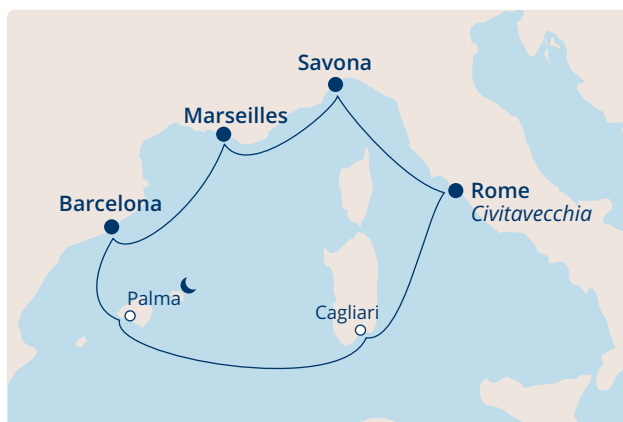 Savona
Marseilles
Rome
Civitavecchia
Barcelona
Palma
Cagliari